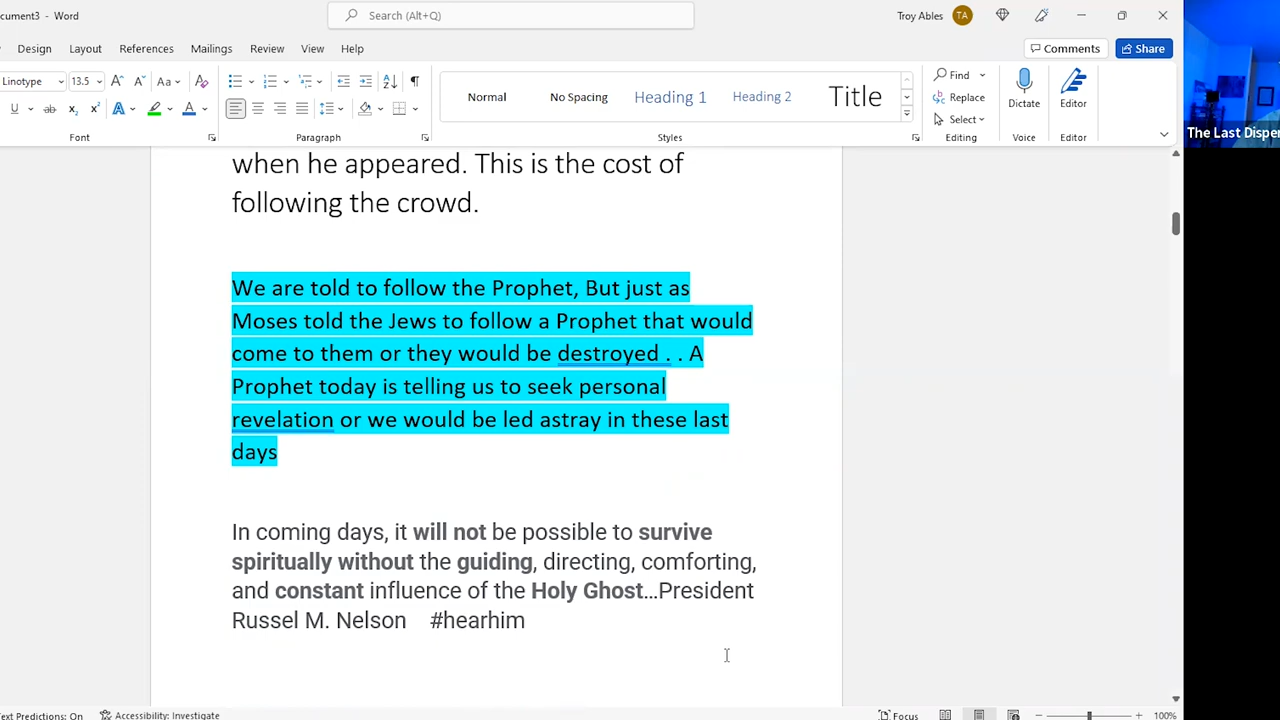 cument3 - Word
Search (Alt+Q)
Troy Ables
TA
Design Layout References Mailings Review View Help
Comments
Share
Linotype 13.5 Aa
Normal No Spacing Heading 1 Heading 2 Title
Find
Replace
Select
Dictate Editor
Font Paragraph Styles Editing Voice Editor
The Last Dispen
when he appeared. This is the cost of
following the crowd.
We are told to follow the Prophet, But just as
Moses told the Jews to follow a Prophet that would
come to them or they would be destroyed . . A
Prophet today is telling us to seek personal
revelation or we would be led astray in these last
days
In coming days, it will not be possible to survive
spiritually without the guiding, directing, comforting,
and constant influence of the Holy Ghost…President
Russel M. Nelson #hearhim
Text Predictions: On Accessibility: Investigate
Focus
100%